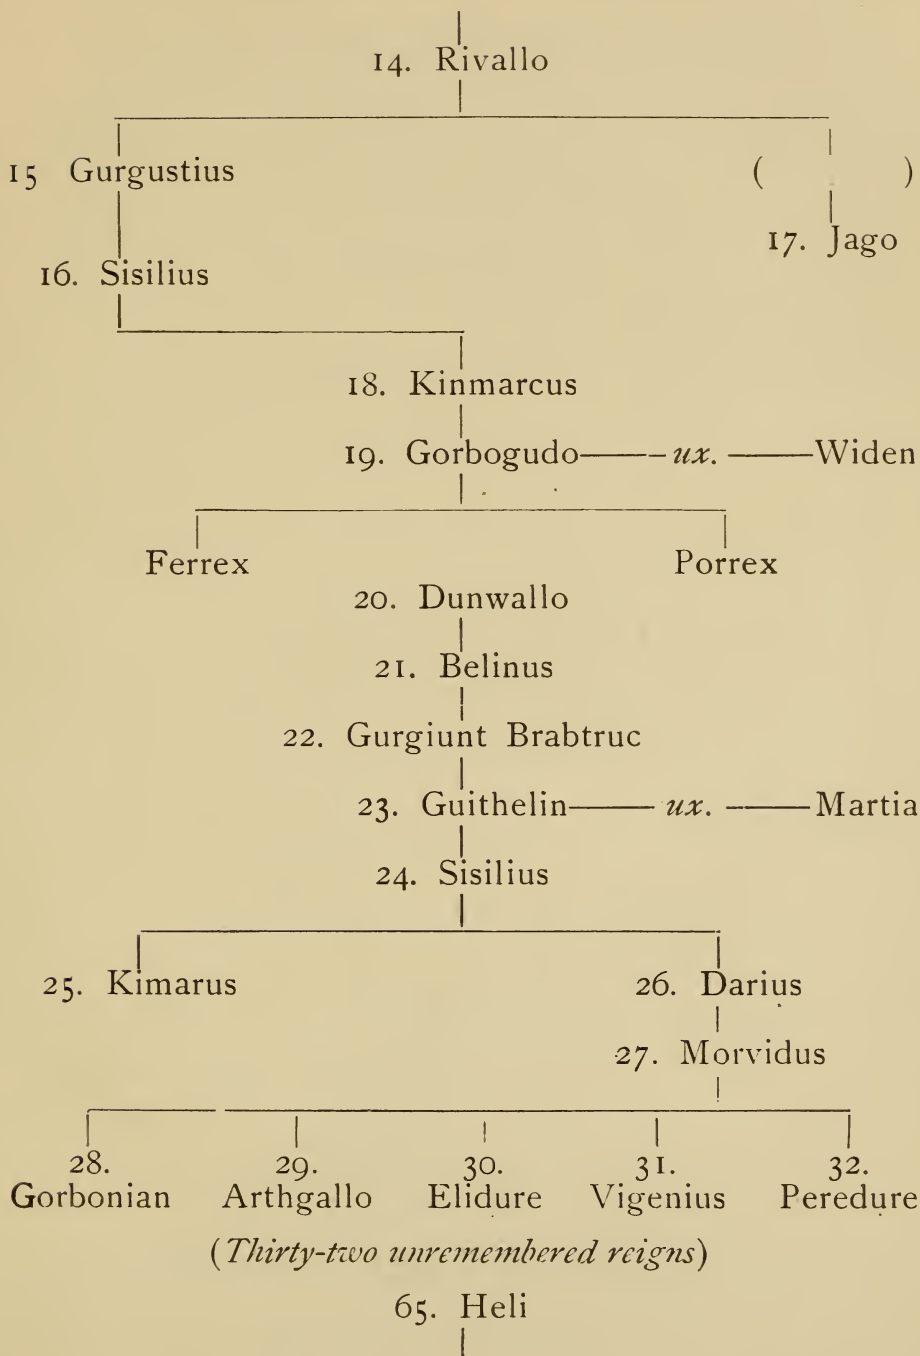 14. Rivallo
15 Gurgustius ( )
17. Jago
16. Sisilius
18. Kinmarcus
19. Gorbogudo ux. Widen
Ferrex Porrex
20. Dunwallo
21. Belinus
22. Gurgiunt Brabtruc
23. Guithelin ux. Martia
24. Sisilius
25. Kimarus 26. Darius
27. Morvidus
28. 29. 30. 31. 32.
Gorbonian Arthgallo Elidure Vigenius Peredure
(Thirty-two unremembered reigns)
65. Heli